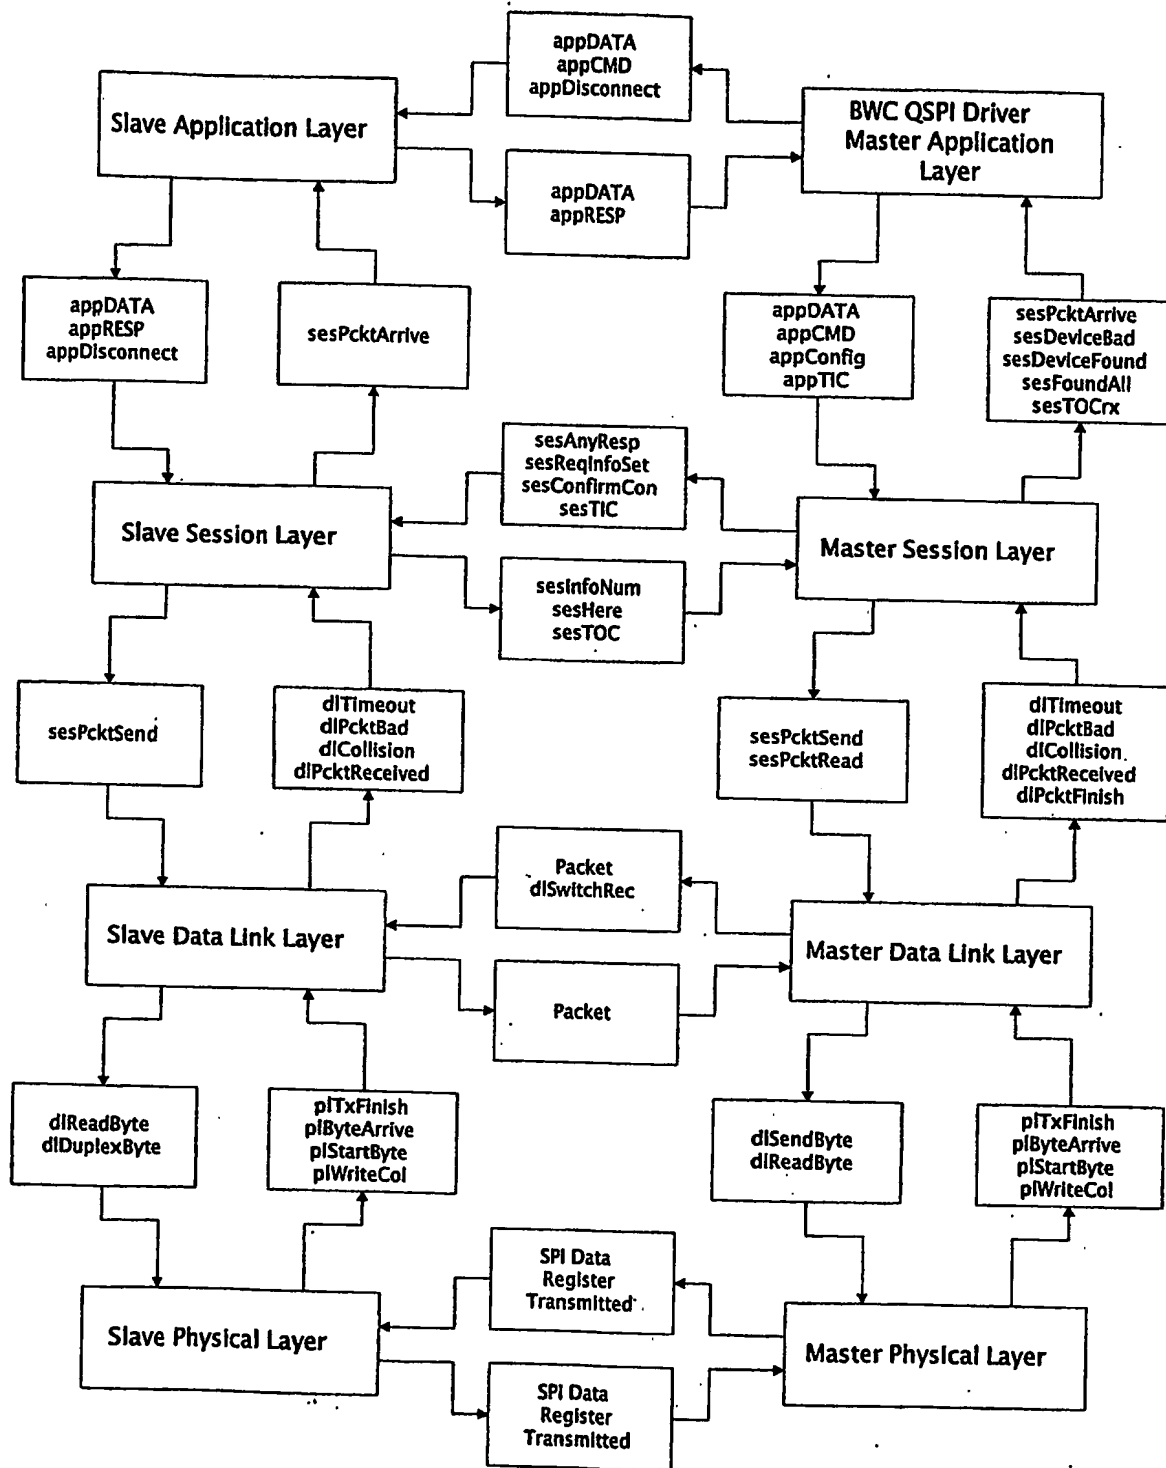 appDATA
appCMD
appDisconnect
Slave Application Layer
BWC QSPI Driver
Master Application
Layer
appDATA
appRESP
appDATA
appRESP
appDisconnect
sesPcktArrive
appDATA
appCMD
appConfig
appTIC
sesPcktArrive
sesDeviceBad
sesDeviceFound
sesFoundAll
sesTOCrx
sesAnyResp
sesReqInfoSet
sesConfirmCon
sesTIC
Slave Session Layer
Master Session Layer
sesInfoNum
sesHere
sesTOC
sesPcktSend
dlTimeout
dlPcktBad
dlCollision
dlPcktReceived
sesPcktSend
sesPcktRead
dlTimeout
dlPcktBad
dlCollision
dlPcktReceived
dlPcktFinish
Packet
dlSwitchRec
Slave Data Link Layer
Master Data Link Layer
Packet
dlReadByte
dlDuplexByte
plTxFinish
plByteArrive
plStartByte
plWriteCol
dlSendByte
dlReadByte
plTxFinish
plByteArrive
plStartByte
plWriteCol
SPI Data
Register
Transmitted
Slave Physical Layer
Master Physical Layer
SPI Data
Register
Transmitted